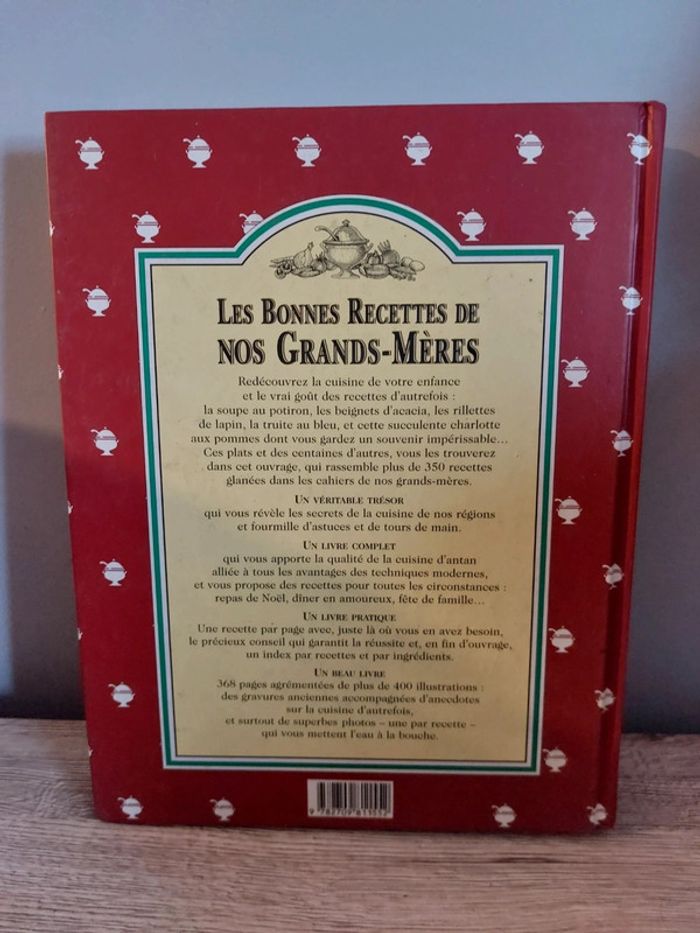 Les Bonnes Recettes de
nos Grands-Mères
Redécouvrez la cuisine de votre enfance
et le vrai goût des recettes d'autrefois :
la soupe au potiron, les beignets d'acacia, les rillettes
de lapin, la truite au bleu, et cette succulente charlotte
aux pommes dont vous gardez un souvenir impérissable...
Ces plats et des centaines d'autres, vous les trouverez
dans cet ouvrage, qui rassemble plus de 350 recettes
glanées dans les cahiers de nos grands-mères.
Un véritable trésor
qui vous révèle les secrets de la cuisine de nos régions
et fourmille d'astuces et de tours de main.
Un livre complet
qui vous apporte la qualité de la cuisine d'antan
alliée à tous les avantages des techniques modernes,
et vous propose des recettes pour toutes les circonstances :
repas de Noël, dîner en amoureux, fête de famille...
Un livre pratique
Une recette par page avec, juste là où vous en avez besoin,
le précieux conseil qui garantit la réussite et, en fin d'ouvrage,
un index par recettes et par ingrédients.
Un beau livre
368 pages agrémentées de plus de 400 illustrations :
des gravures anciennes accompagnées d'anecdotes
sur la cuisine d'autrefois,
et surtout de superbes photos – une par recette –
qui vous mettent l'eau à la bouche.